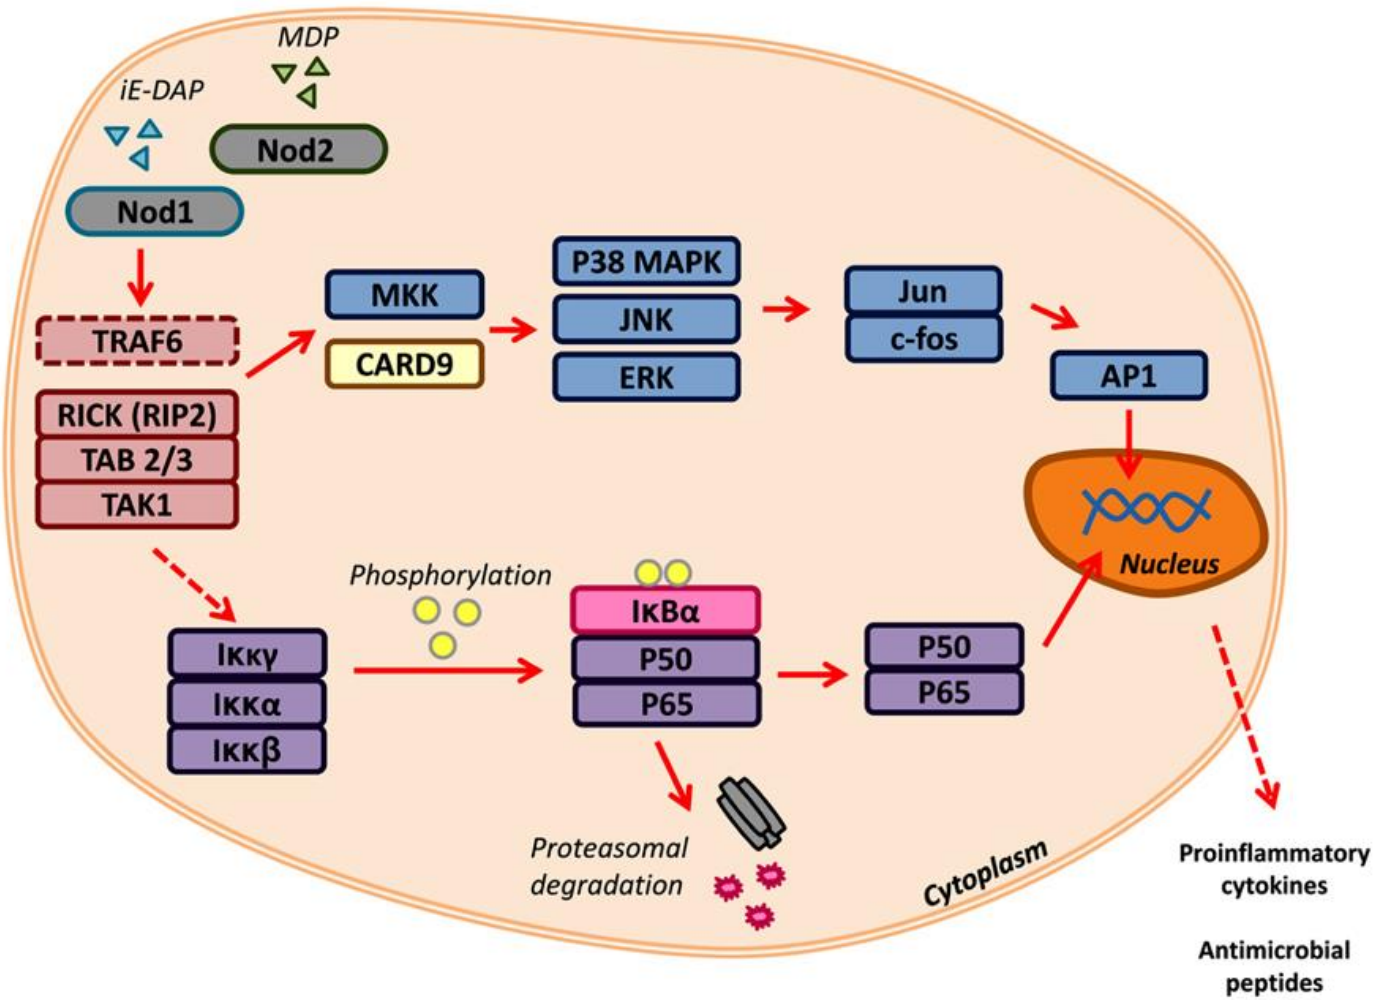 MDP
iE-DAP
Nod2
Nod1
TRAF6
RICK (RIP2)
TAB 2/3
TAK1
MKK
CARD9
P38 MAPK
JNK
ERK
Jun
c-fos
AP1
Nucleus
Iκκγ
Iκκα
Iκκβ
Phosphorylation
IκBα
P50
P65
P50
P65
Proteasomal
degradation
Cytoplasm
Proinflammatory
cytokines
Antimicrobial
peptides